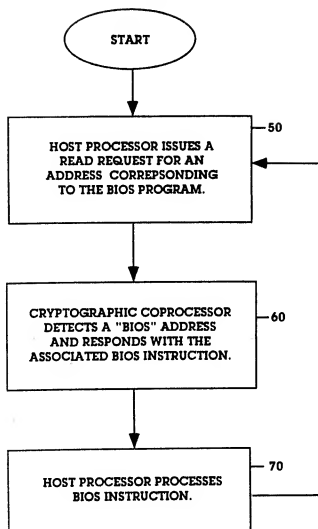 START
50
HOST PROCESSOR ISSUES A
READ REQUEST FOR AN
ADDRESS CORREPSONDING
TO THE BIOS PROGRAM.
60
CRYPTOGRAPHIC COPROCESSOR
DETECTS A "BIOS" ADDRESS
AND RESPONDS WITH THE
ASSOCIATED BIOS INSTRUCTION.
70
HOST PROCESSOR PROCESSES
BIOS INSTRUCTION.